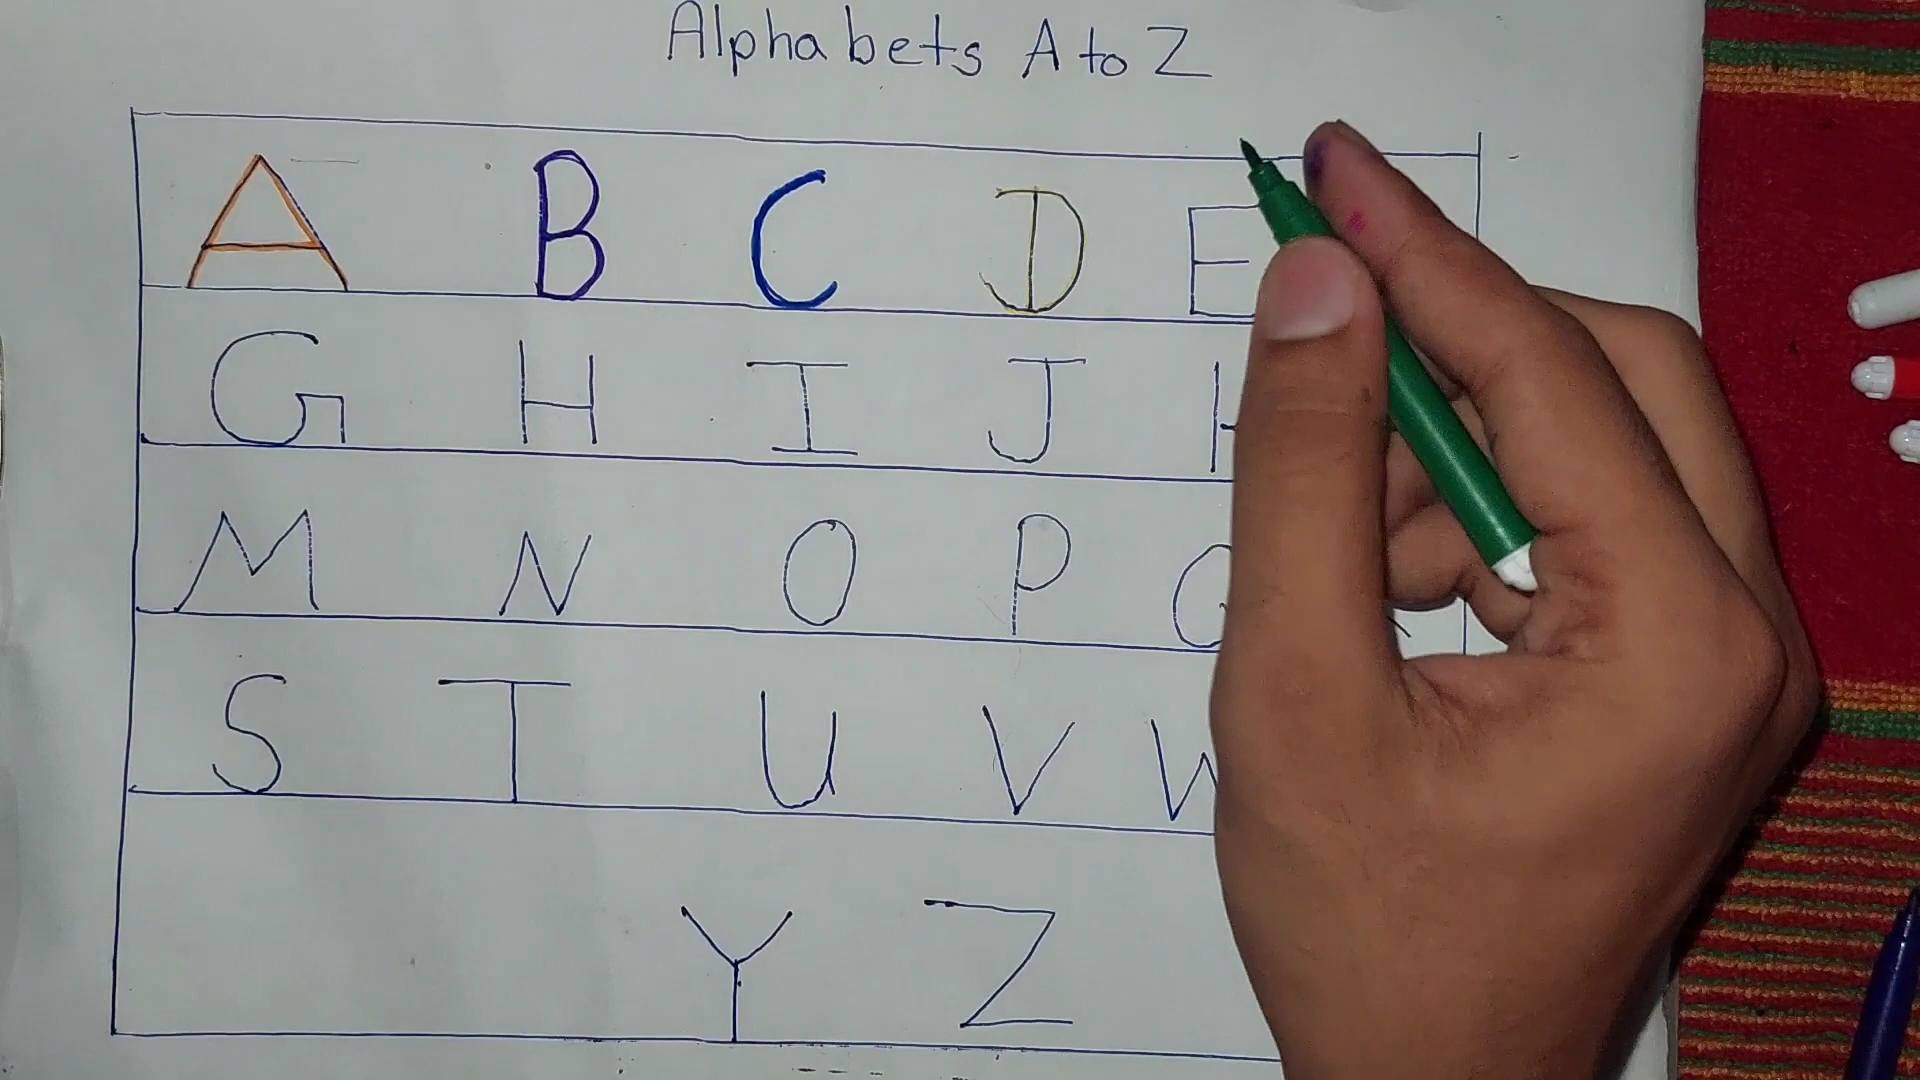 Alphabets A to Z
A B C D E
G H I J K
M N O P Q
S T U V W
Y Z